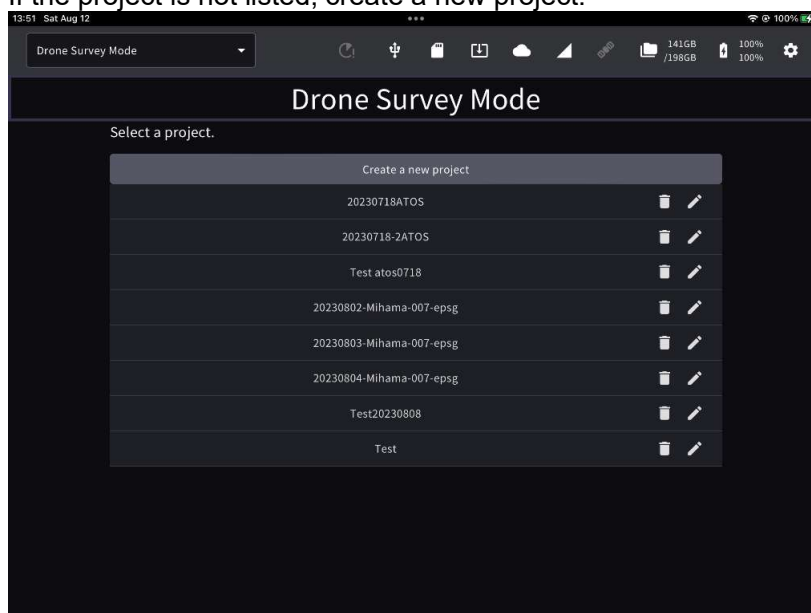 If the project is not listed, create a new project.
13:51 Sat Aug 12
100%
Drone Survey Mode
141GB
/198GB
100%
100%
Drone Survey Mode
Select a project.
Create a new project
20230718ATOS
20230718-2ATOS
Test atos0718
20230802-Mihama-007-epsg
20230803-Mihama-007-epsg
20230804-Mihama-007-epsg
Test20230808
Test